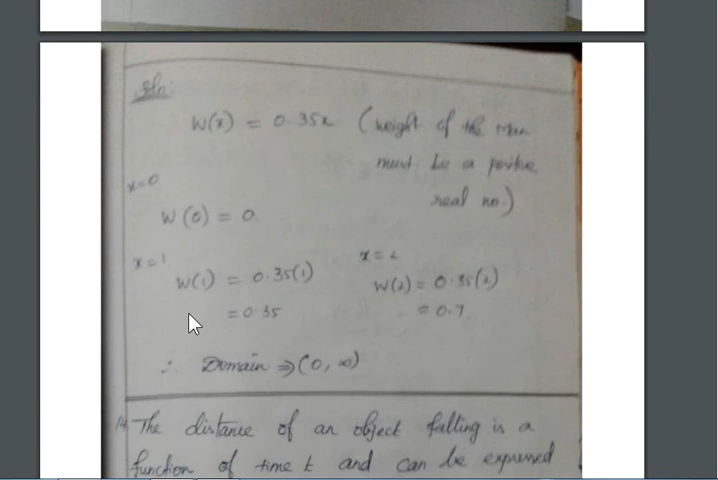 Soln:
W(x) = 0.35x (weight of the man
must be a positive
real no.)
x=0
W(0) = 0
x=1
W(1) = 0.35(1)
= 0.35
x=2
W(2) = 0.35(2)
= 0.7
∴ Domain ⇒ (0, ∞)
14. The distance of an object falling is a
function of time t and can be expressed